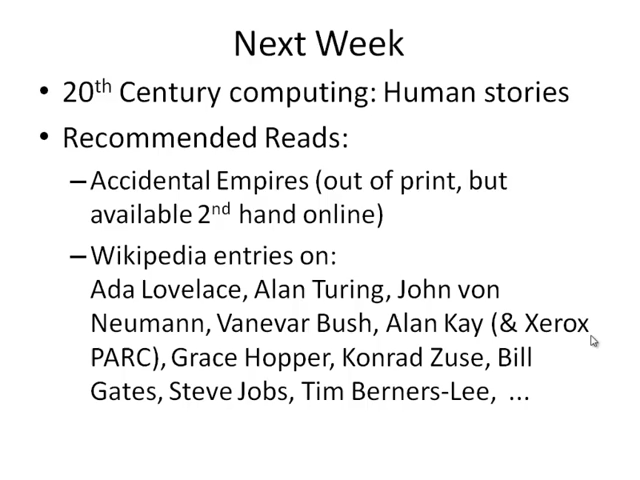 Next Week
• 20th Century computing: Human stories
• Recommended Reads:
– Accidental Empires (out of print, but
available 2nd hand online)
– Wikipedia entries on:
Ada Lovelace, Alan Turing, John von
Neumann, Vanevar Bush, Alan Kay (& Xerox
PARC), Grace Hopper, Konrad Zuse, Bill
Gates, Steve Jobs, Tim Berners-Lee, ...